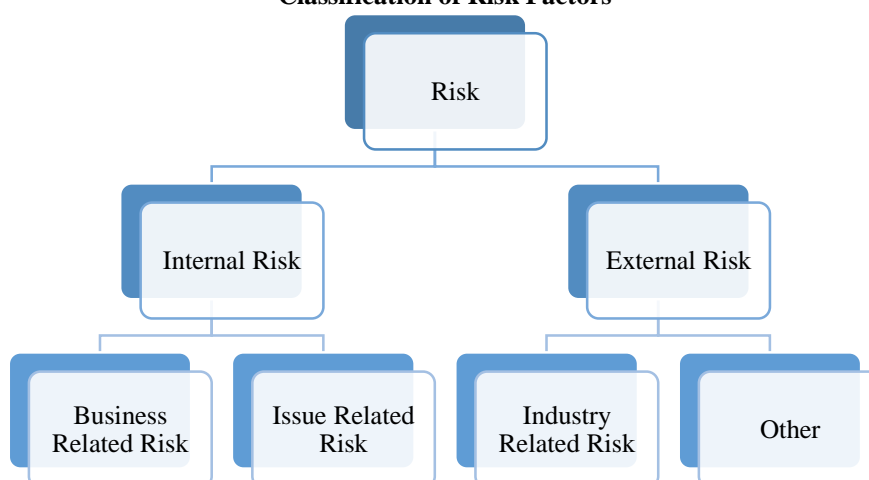 Classification of Risk Factors
Risk
Internal Risk
External Risk
Business
Related Risk
Issue Related
Risk
Industry
Related Risk
Other